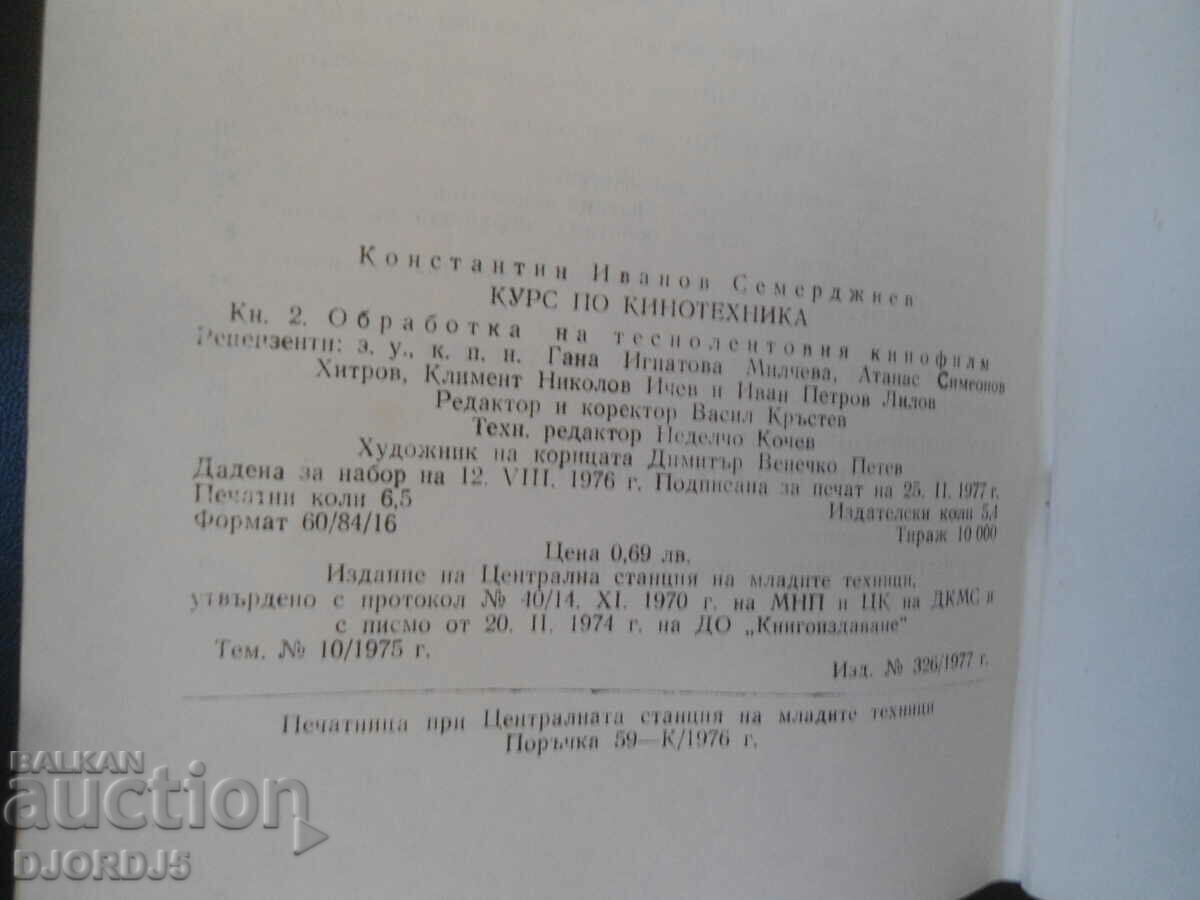 Константин Иванов Семерджиев
КУРС ПО КИНОТЕХНИКА
Кн. 2. Обработка на теснолентовия кинофилм
Рецензенти: з. у., к. п. н. Гана Игнатова Милчева, Атанас Симеонов
Хитров, Климент Николов Ичев и Иван Петров Лилов
Редактор и коректор Васил Кръстев
Техн. редактор Неделчо Кочев
Художник на корицата Димитър Венечко Петев
Дадена за набор на 12. VIII. 1976 г. Подписана за печат на 25. II. 1977 г.
Печатни коли 6,5 Издателски коли 5,4
Формат 60/84/16 Тираж 10 000
Цена 0,69 лв.
Издание на Централна станция на младите техници,
утвърдено с протокол № 40/14. XI. 1970 г. на МНП и ЦК на ДКМС и
с писмо от 20. II. 1974 г. на ДО „Книгоиздаване"
Тем. № 10/1975 г. Изд. № 326/1977 г.
Печатница при Централната станция на младите техници
Поръчка 59—К/1976 г.
BALKAN
auction
DJORDJ5